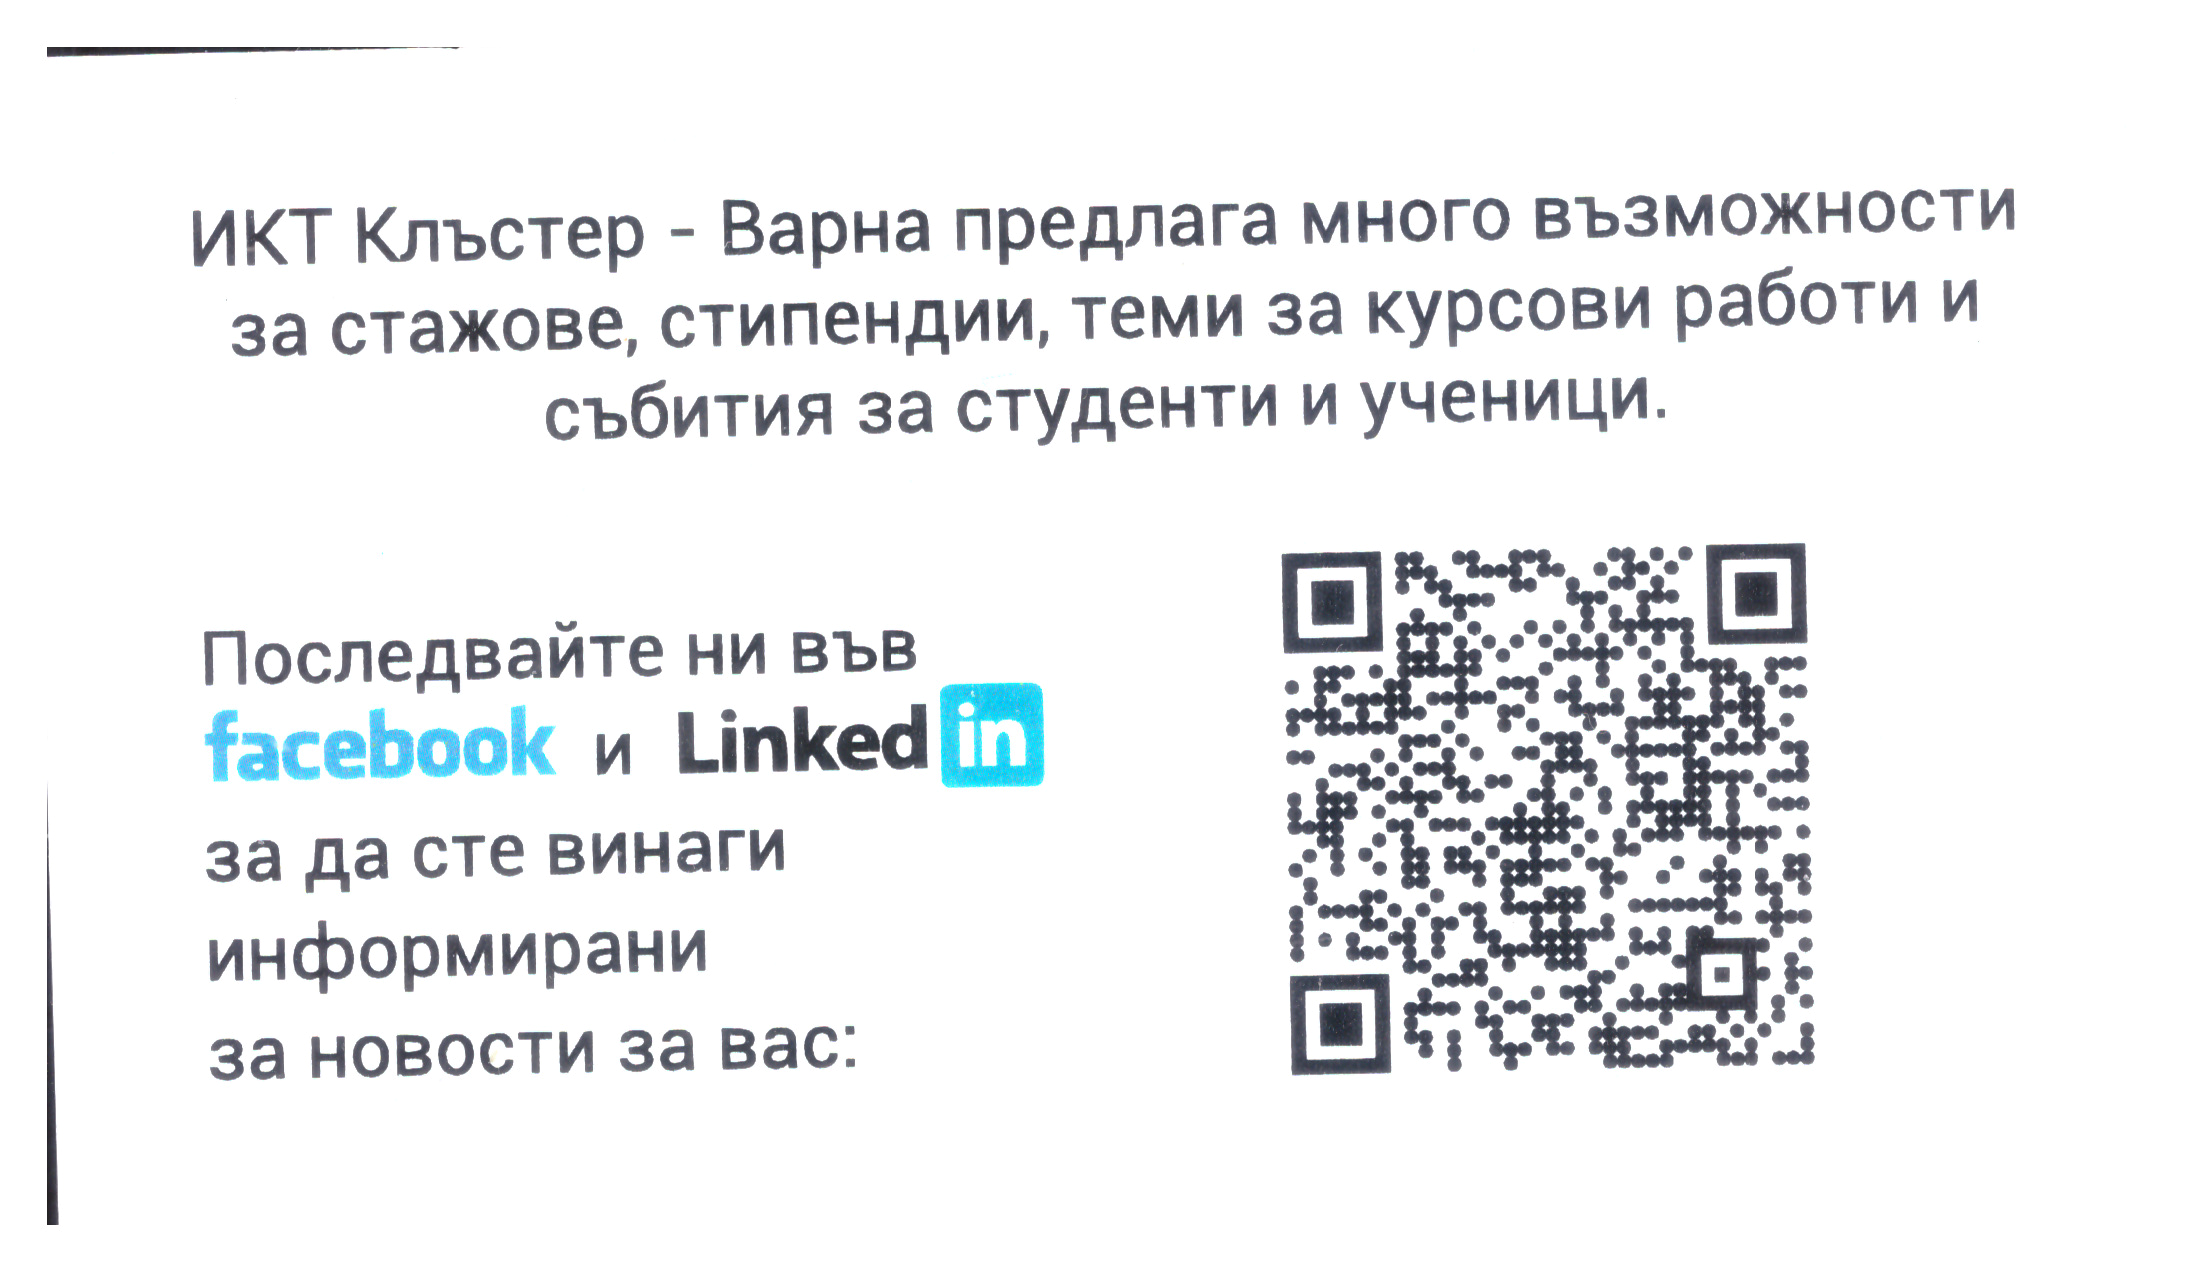 ИКТ Клъстер - Варна предлага много възможности
за стажове, стипендии, теми за курсови работи и
събития за студенти и ученици.
Последвайте ни във
facebook и Linked in
за да сте винаги
информирани
за новости за вас: